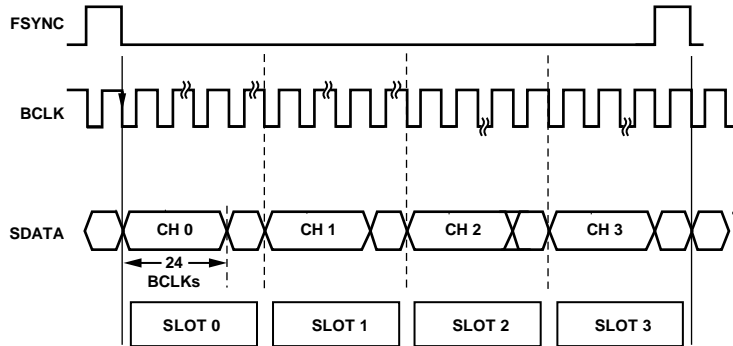 FSYNC
BCLK
SDATA
CH 0
CH 1
CH 2
CH 3
24
BCLKs
SLOT 0
SLOT 1
SLOT 2
SLOT 3